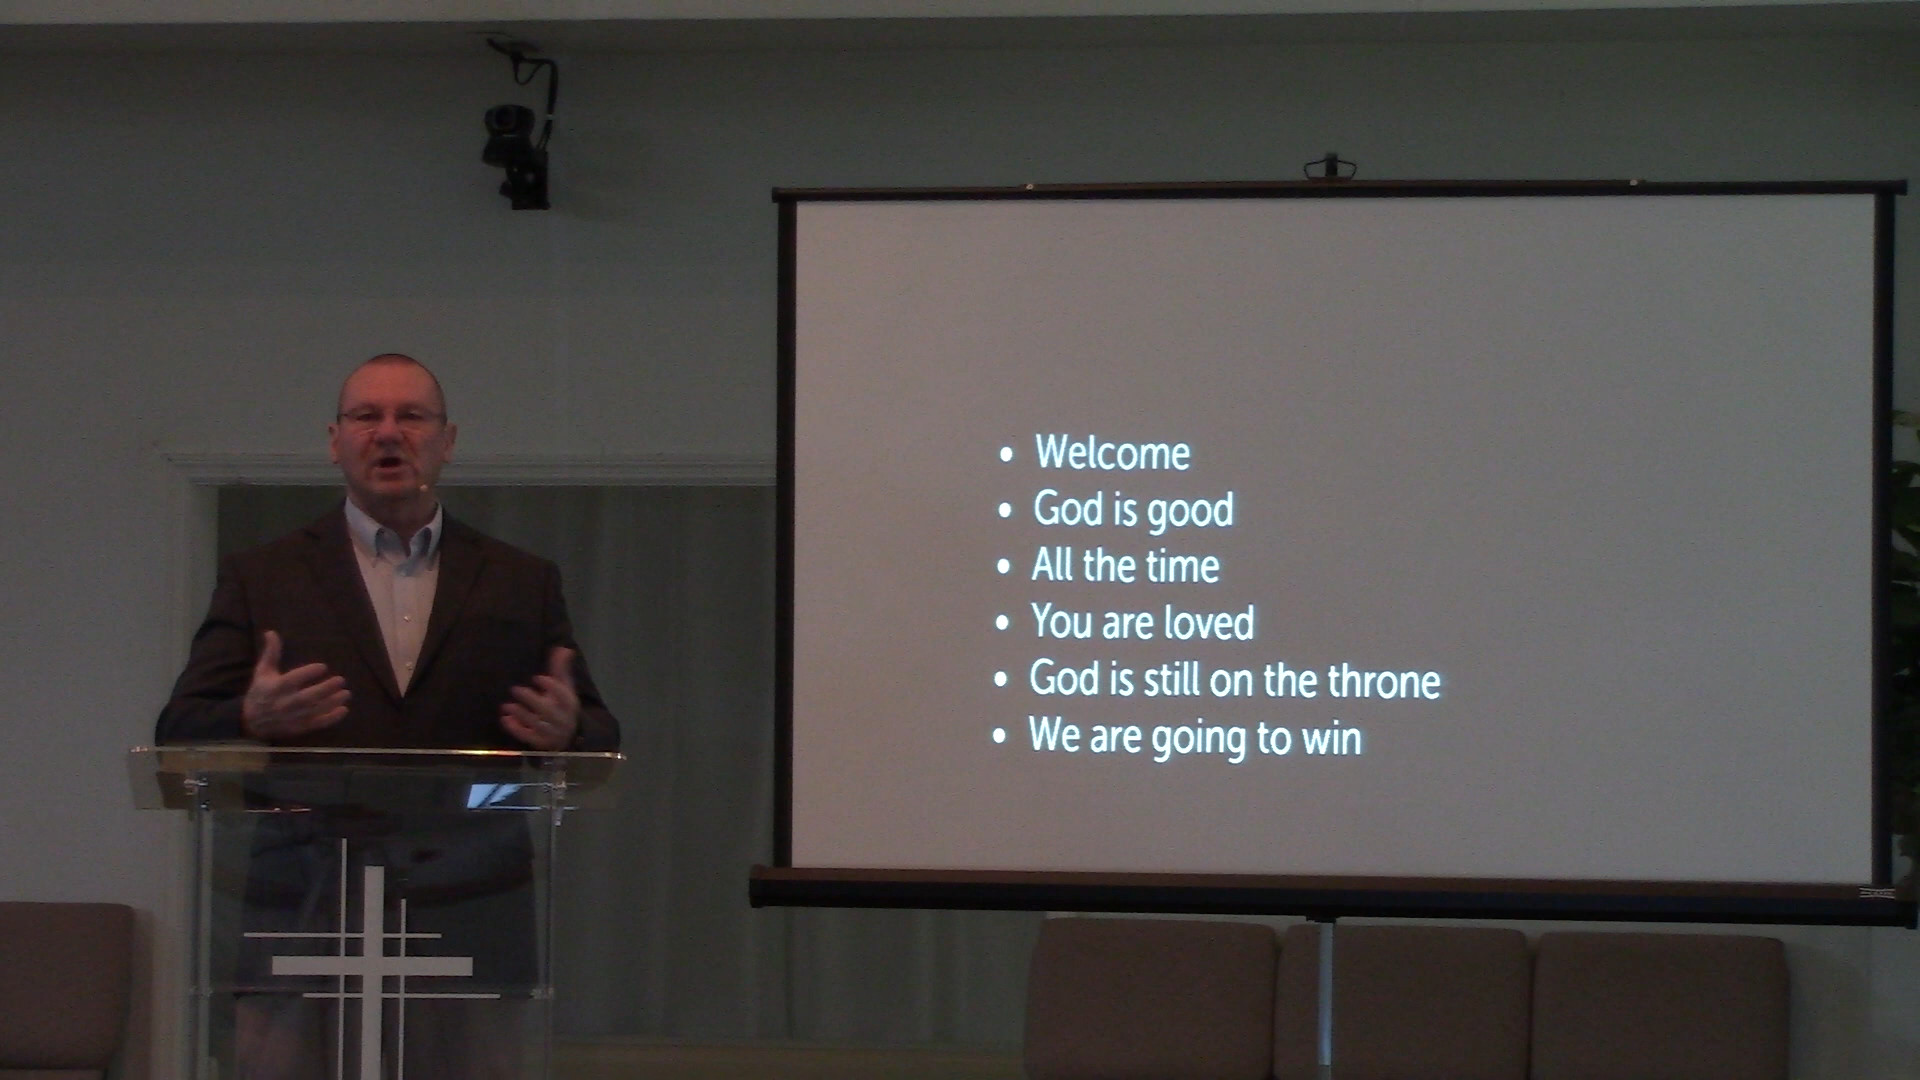 • Welcome
• God is good
• All the time
• You are loved
• God is still on the throne
• We are going to win